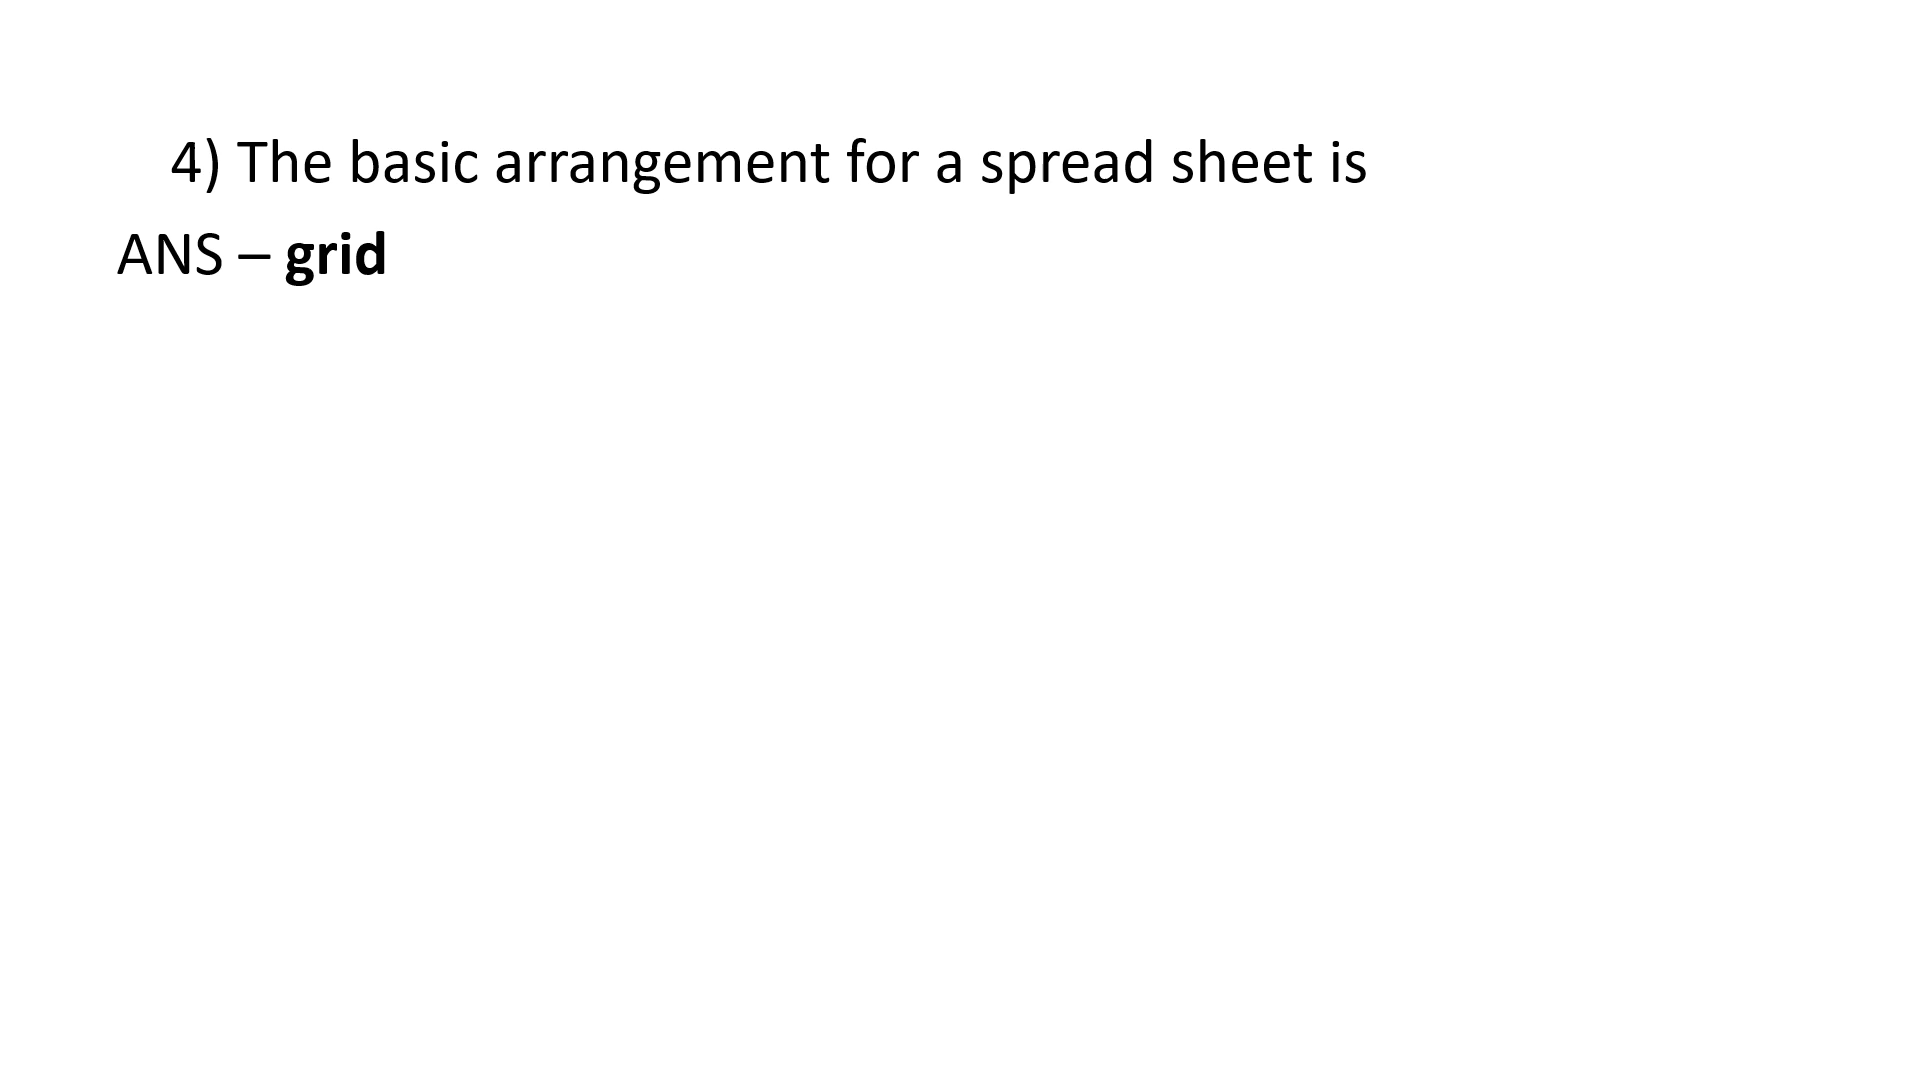 4) The basic arrangement for a spread sheet is
ANS – grid